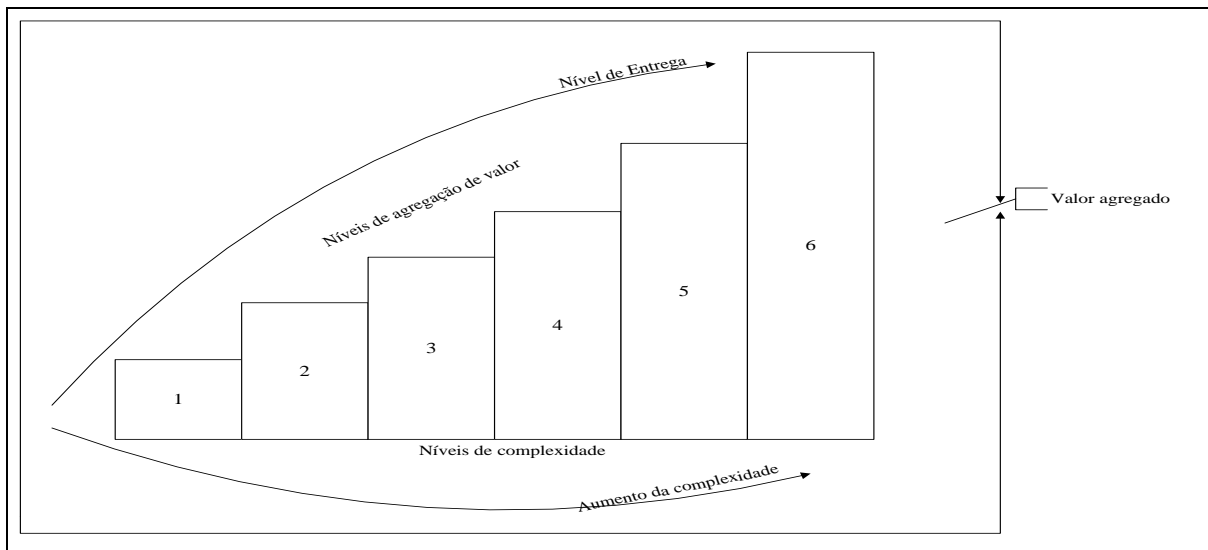 Nível de Entrega
Níveis de agregação de valor
Valor agregado
6
5
4
3
2
1
Níveis de complexidade
Aumento da complexidade